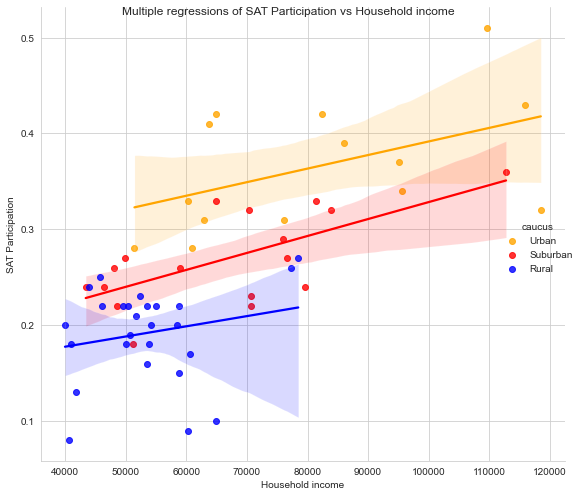 Multiple regressions of SAT Participation vs Household income
0.5
0.4
0.3
0.2
0.1
SAT Participation
caucus
Urban
Suburban
Rural
40000 50000 60000 70000 80000 90000 100000 110000 120000
Household income